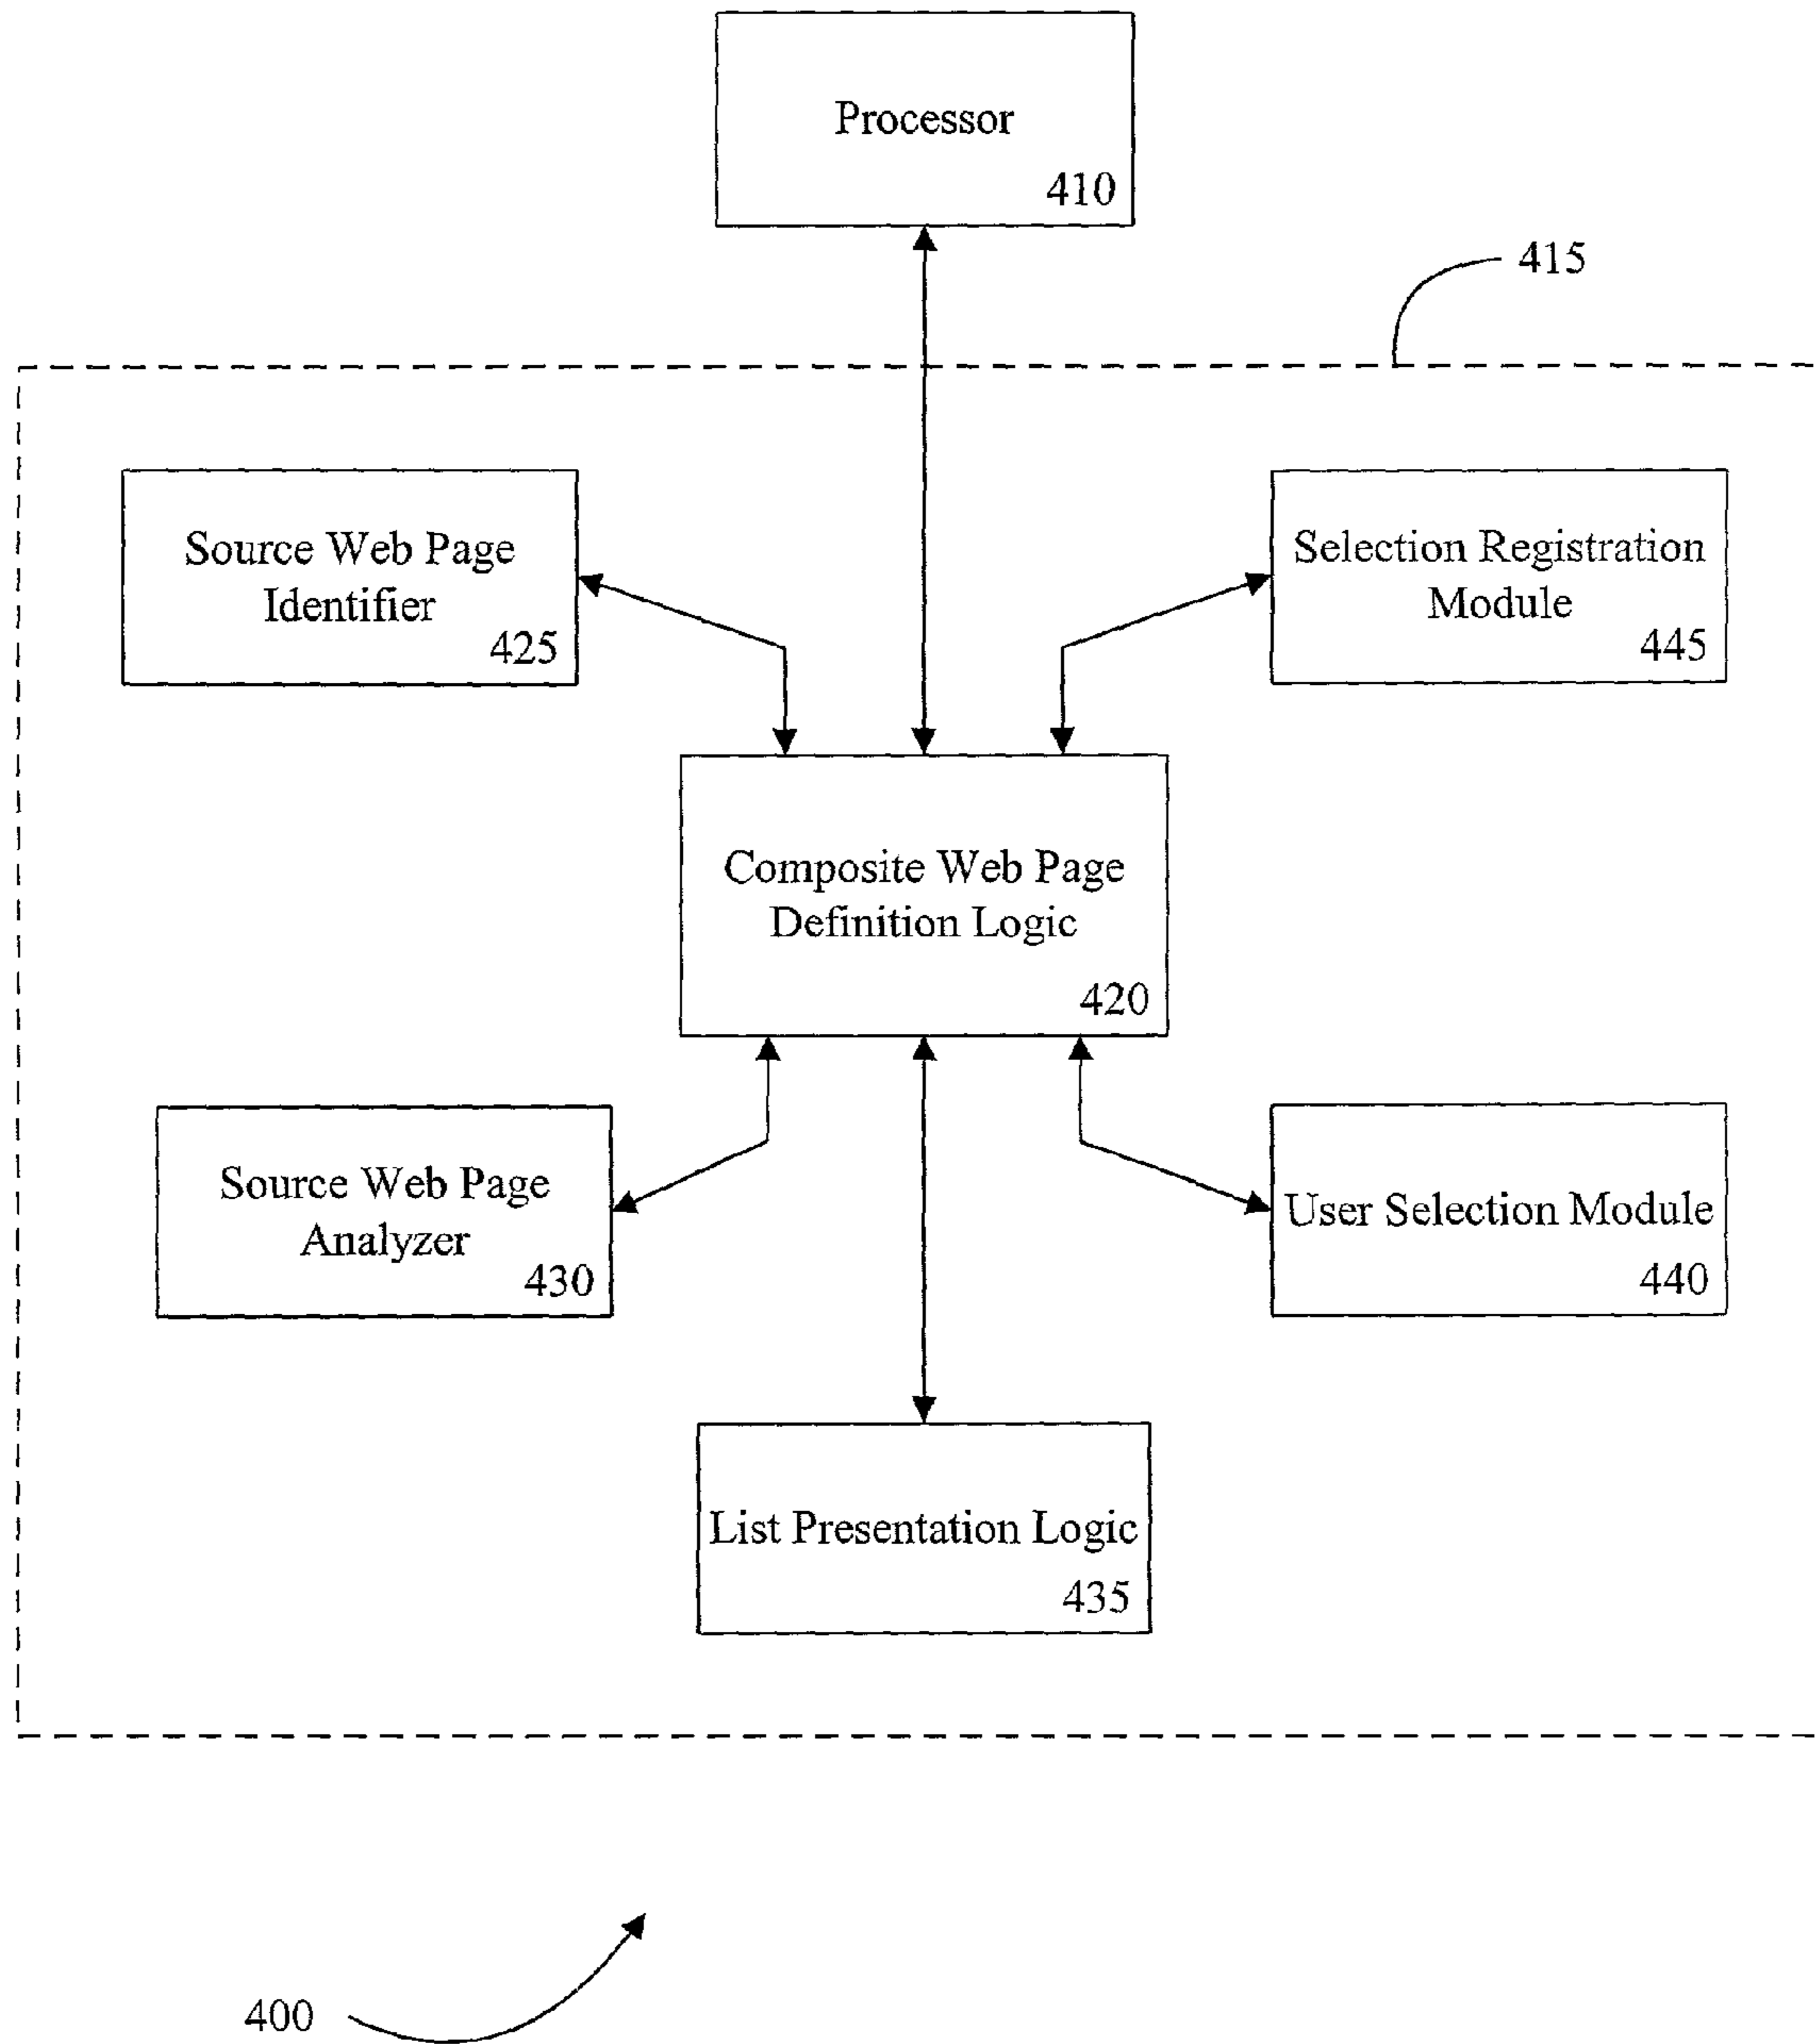 Processor
410
415
Source Web Page
Identifier
425
Selection Registration
Module
445
Composite Web Page
Definition Logic
420
Source Web Page
Analyzer
430
User Selection Module
440
List Presentation Logic
435
400